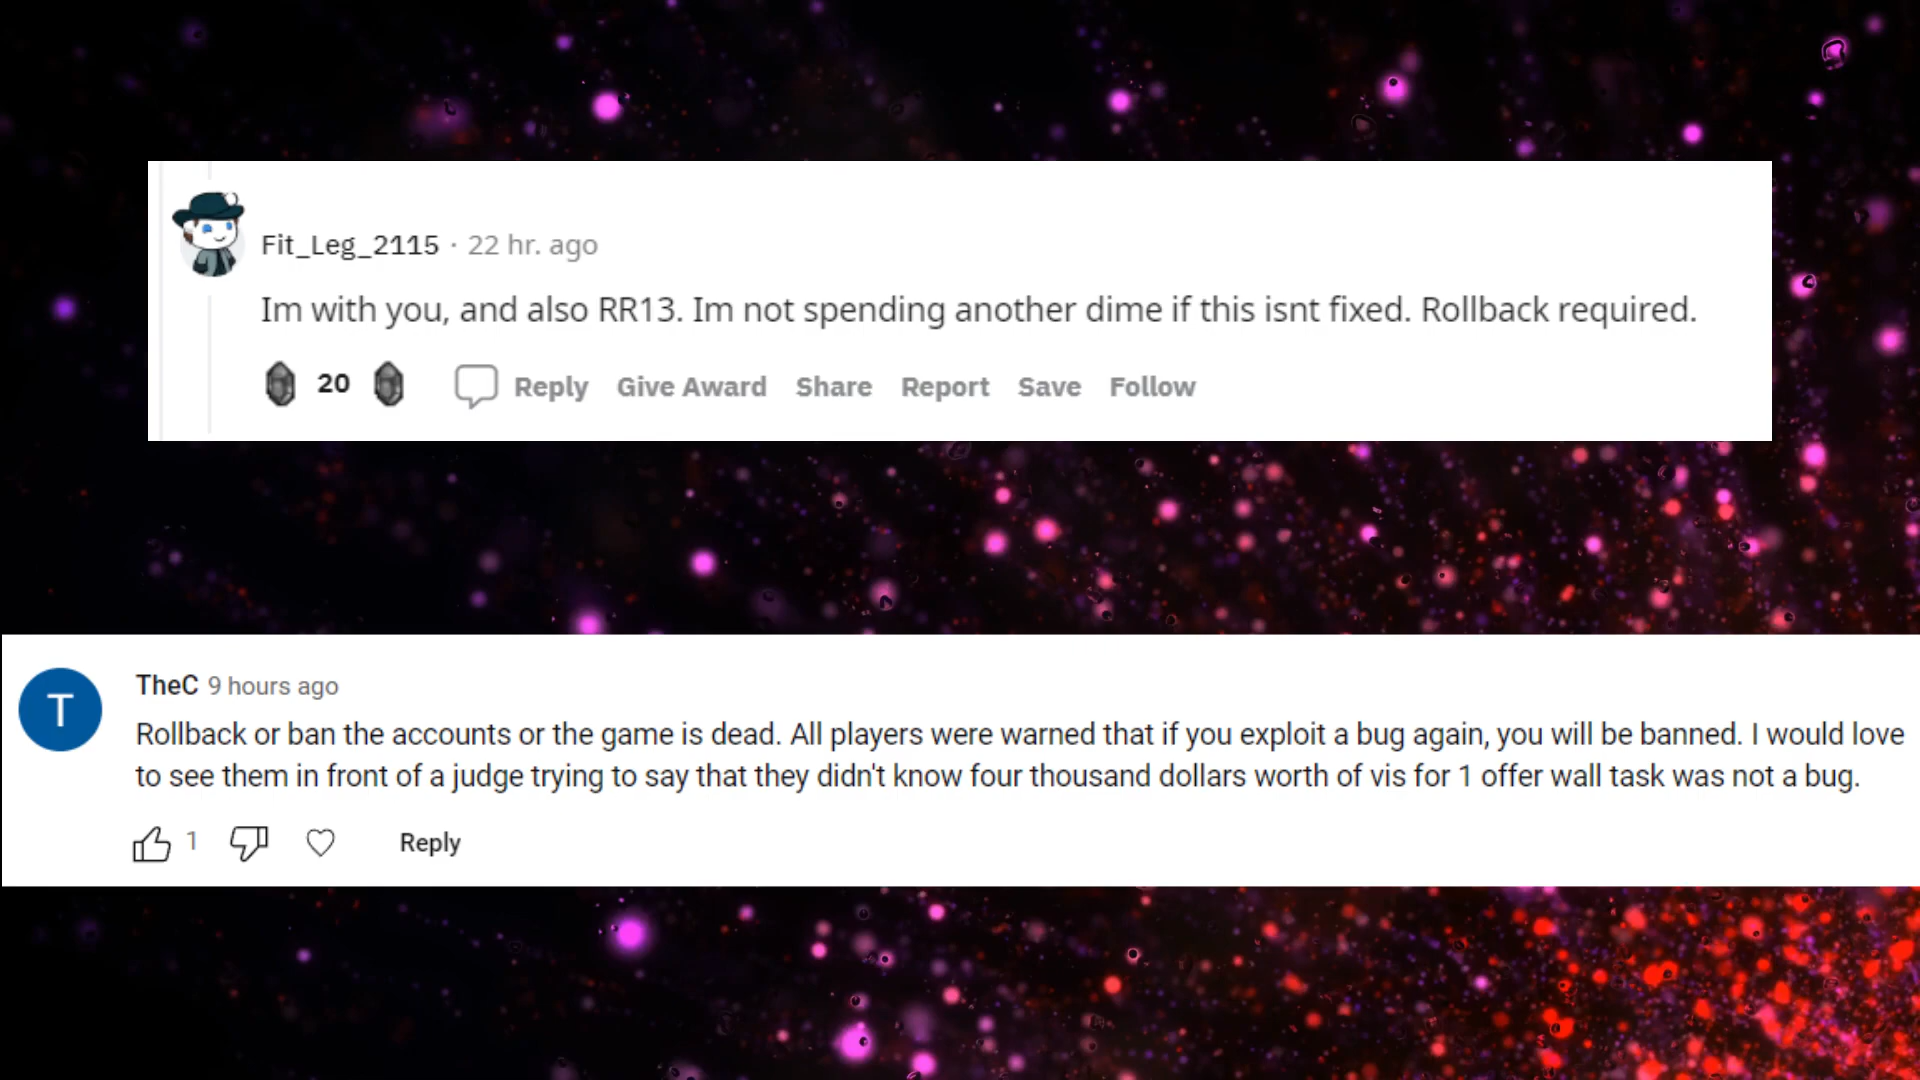 Fit_Leg_2115 · 22 hr. ago
Im with you, and also RR13. Im not spending another dime if this isnt fixed. Rollback required.
20 Reply Give Award Share Report Save Follow
T
TheC 9 hours ago
Rollback or ban the accounts or the game is dead. All players were warned that if you exploit a bug again, you will be banned. I would love
to see them in front of a judge trying to say that they didn't know four thousand dollars worth of vis for 1 offer wall task was not a bug.
1 Reply